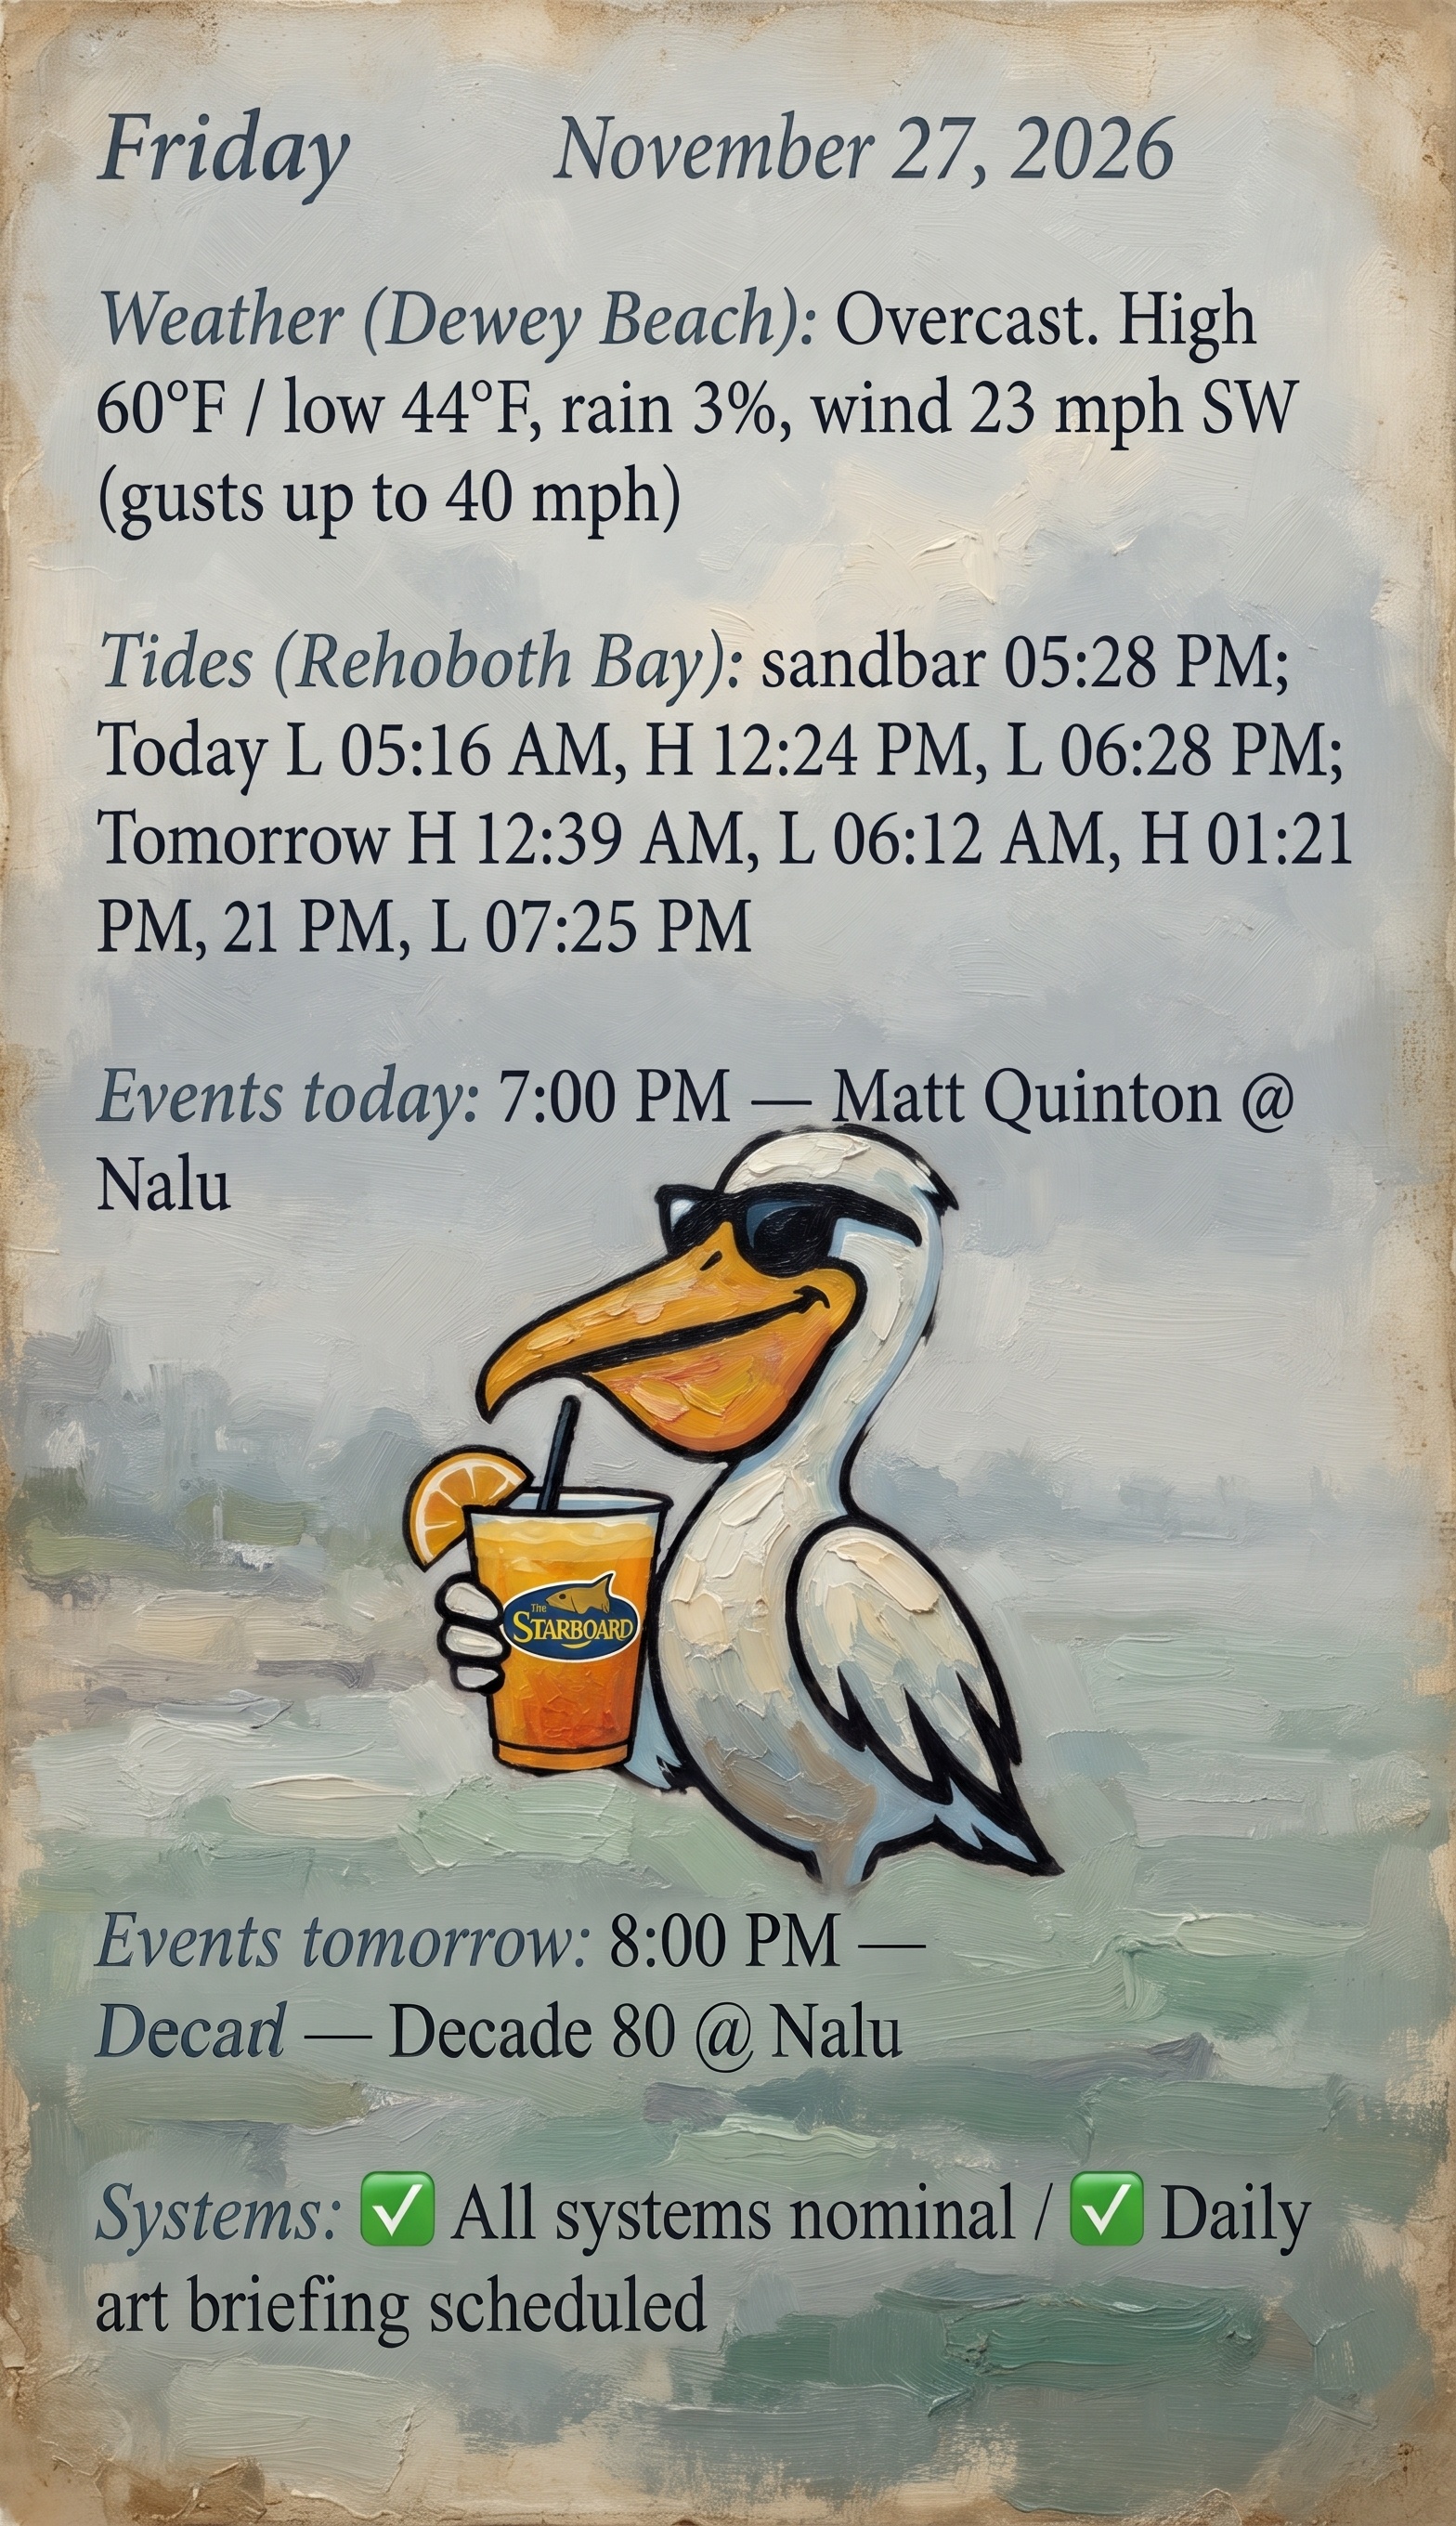 Friday November 27, 2026
Weather (Dewey Beach): Overcast. High
60°F / low 44°F, rain 3%, wind 23 mph SW
(gusts up to 40 mph)
Tides (Rehoboth Bay): sandbar 05:28 PM;
Today L 05:16 AM, H 12:24 PM, L 06:28 PM;
Tomorrow H 12:39 AM, L 06:12 AM, H 01:21
PM, 21 PM, L 07:25 PM
Events today: 7:00 PM — Matt Quinton @
Nalu
The
STARBOARD
Events tomorrow: 8:00 PM —
— Decade 80 @ Nalu
Systems: ✅ All systems nominal / ✅ Daily
art briefing scheduled